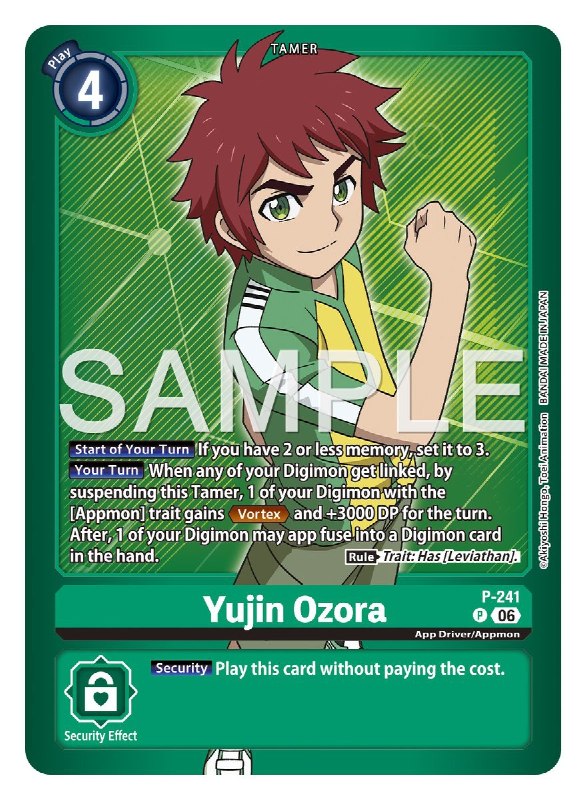 TAMER
Play
4
SAMPLE
Start of Your Turn If you have 2 or less memory, set it to 3.
Your Turn When any of your Digimon get linked, by
suspending this Tamer, 1 of your Digimon with the
[Appmon] trait gains Vortex and +3000 DP for the turn.
After, 1 of your Digimon may app fuse into a Digimon card
in the hand.
Rule Trait: Has [Leviathan].
©Akiyoshi Hongo, Toei Animation BANDAI MADE IN JAPAN
P-241
Yujin Ozora
P 06
App Driver/Appmon
Security Play this card without paying the cost.
Security Effect